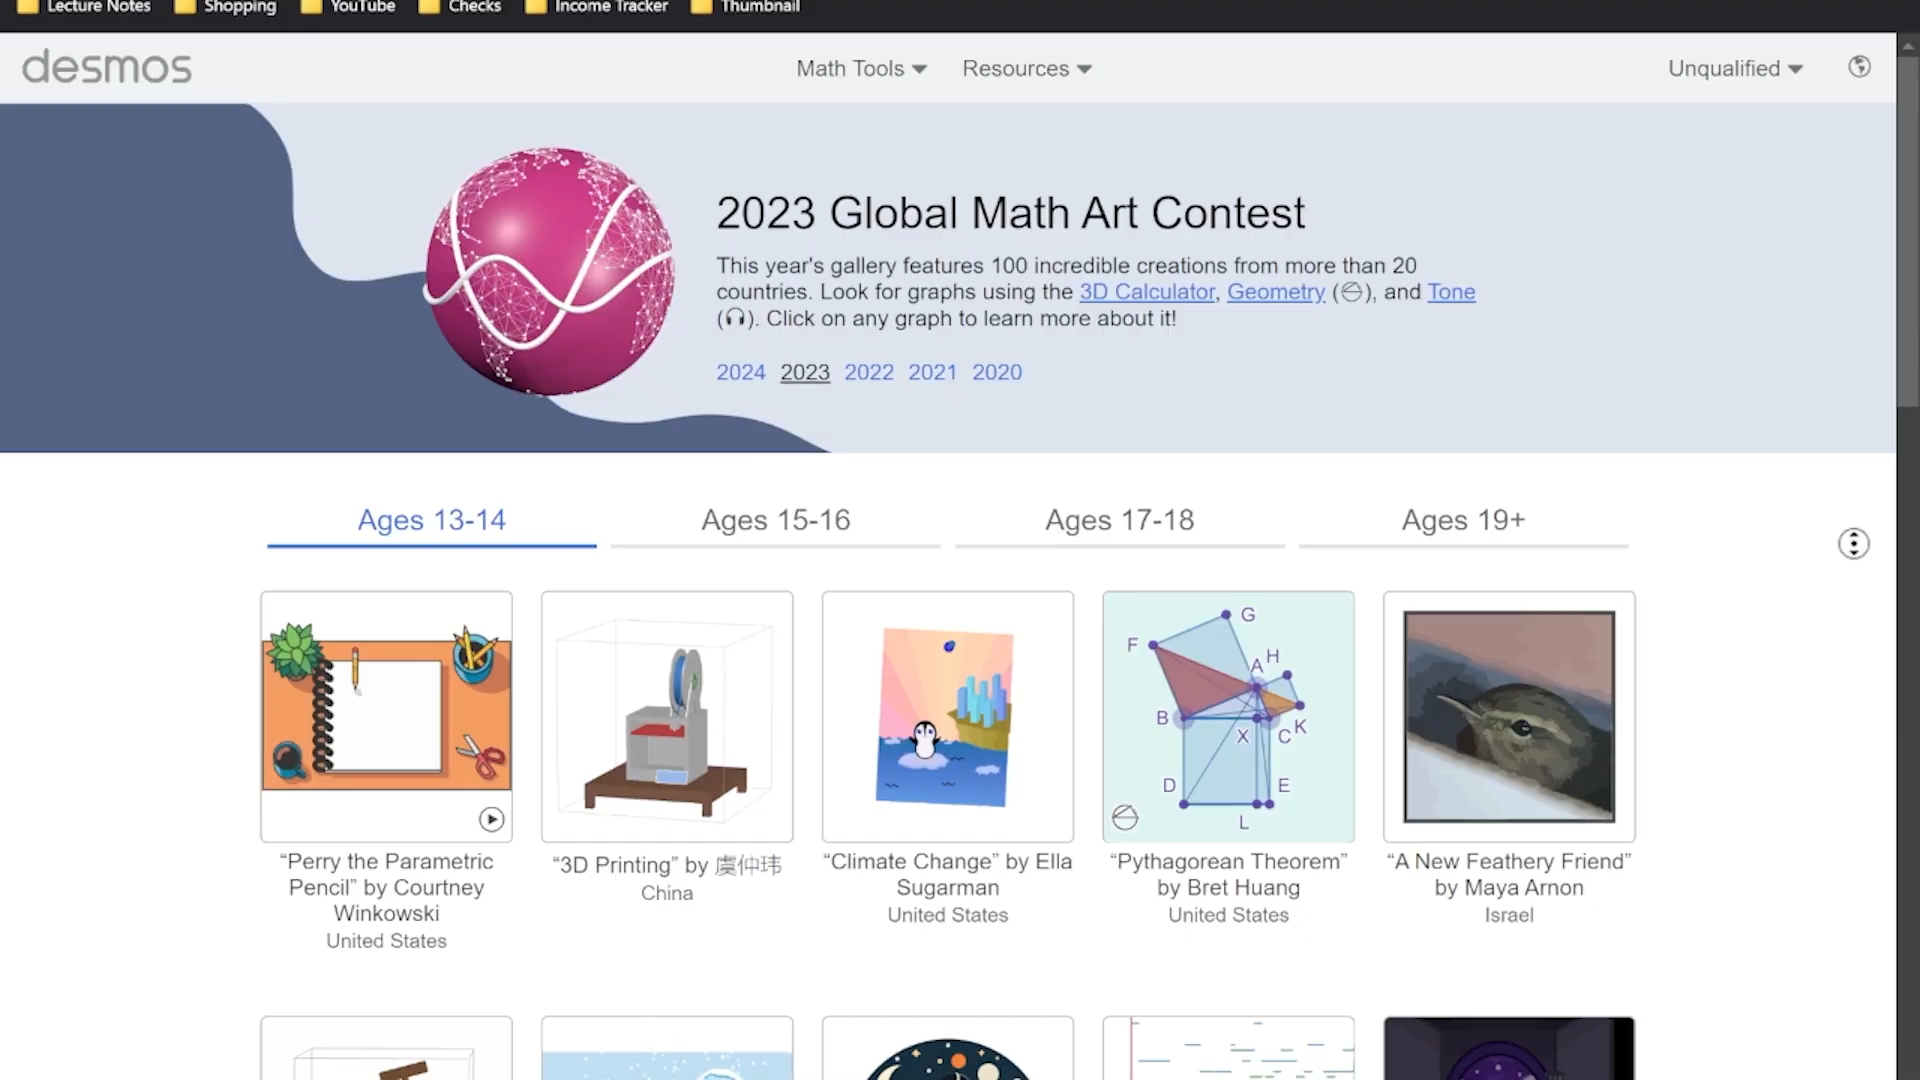 Lecture Notes Shopping YouTube Checks Income Tracker Thumbnail
desmos Math Tools Resources Unqualified
2023 Global Math Art Contest
This year's gallery features 100 incredible creations from more than 20
countries. Look for graphs using the 3D Calculator, Geometry (), and Tone
(). Click on any graph to learn more about it!
2024 2023 2022 2021 2020
Ages 13-14 Ages 15-16 Ages 17-18 Ages 19+
G
F
H
A
B
K
X
C
D
E
L
“Perry the Parametric
Pencil” by Courtney
Winkowski
United States
“3D Printing” by 虞仲玮
China
“Climate Change” by Ella
Sugarman
United States
“Pythagorean Theorem”
by Bret Huang
United States
“A New Feathery Friend”
by Maya Arnon
Israel